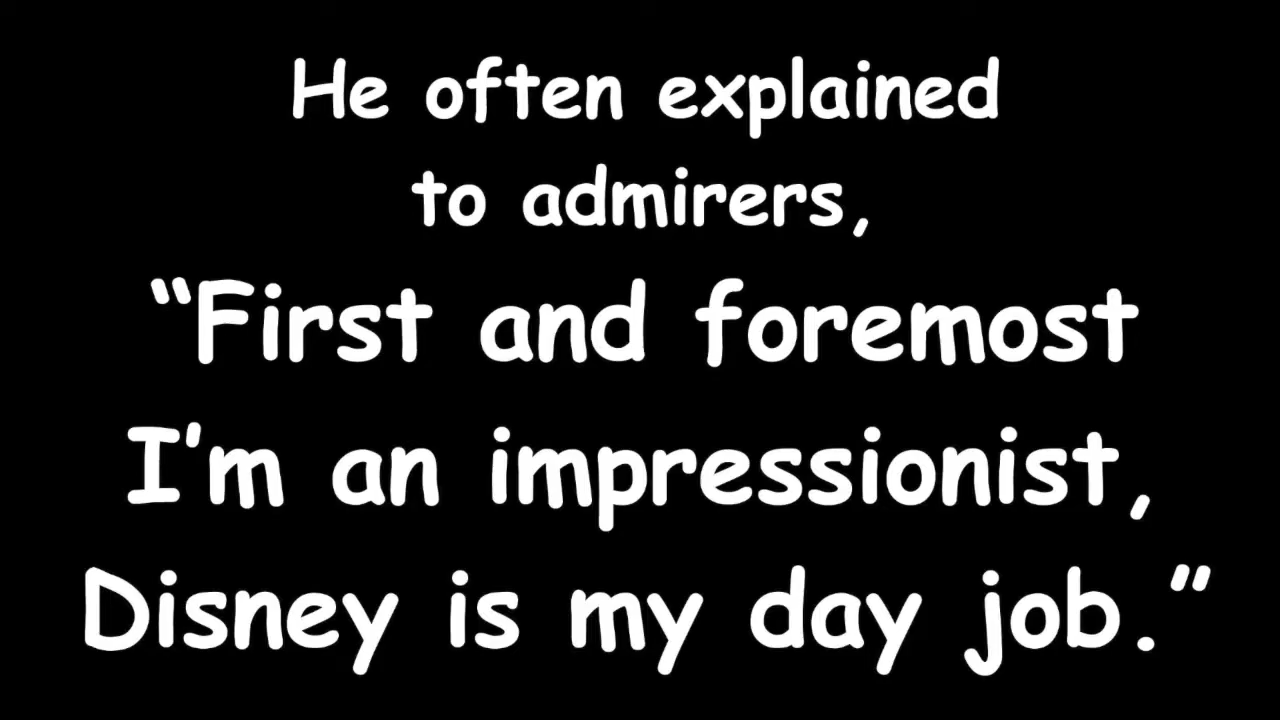 He often explained
to admirers,
“First and foremost
I’m an impressionist,
Disney is my day job.”